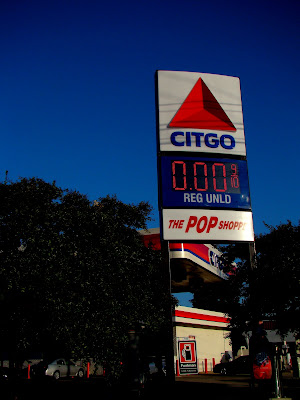 CITGO
0.00 9/10
REG UNLD
THE POP SHOPPE